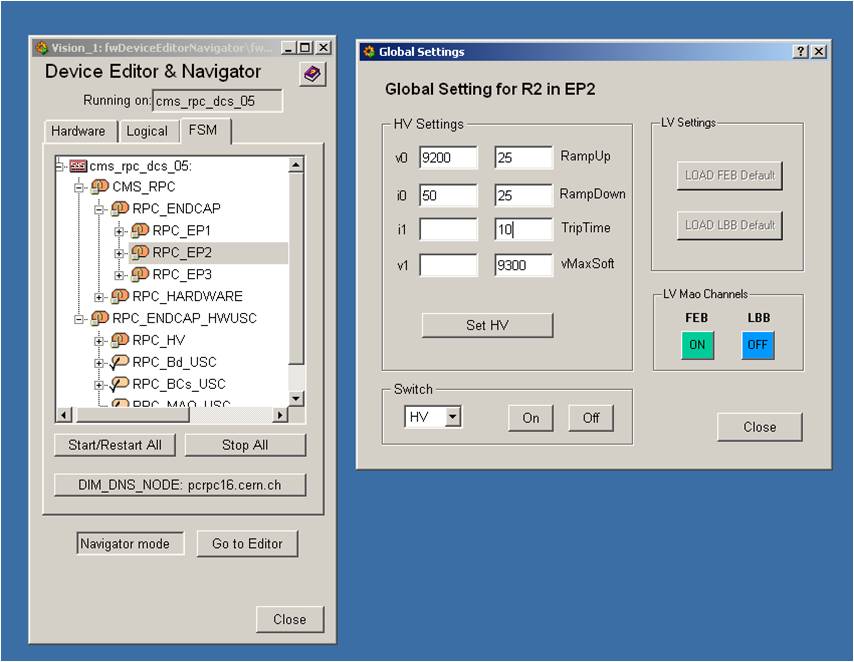 Vision_1: fwDeviceEditorNavigator\fw...
Device Editor & Navigator
Running on: cms_rpc_dcs_05
Hardware Logical FSM
cms_rpc_dcs_05:
CMS_RPC
RPC_ENDCAP
RPC_EP1
RPC_EP2
RPC_EP3
RPC_HARDWARE
RPC_ENDCAP_HWUSC
RPC_HV
RPC_Bd_USC
RPC_BCs_USC
RPC_MAO_USC
Start/Restart All Stop All
DIM_DNS_NODE: pcrpc16.cern.ch
Navigator mode Go to Editor
Close
Global Settings
Global Setting for R2 in EP2
HV Settings
v0 9200 25 RampUp
i0 50 25 RampDown
i1 10 TripTime
v1 9300 vMaxSoft
Set HV
Switch
HV On Off
LV Settings
LOAD FEB Default
LOAD LBB Default
LV Mao Channels
FEB LBB
ON OFF
Close